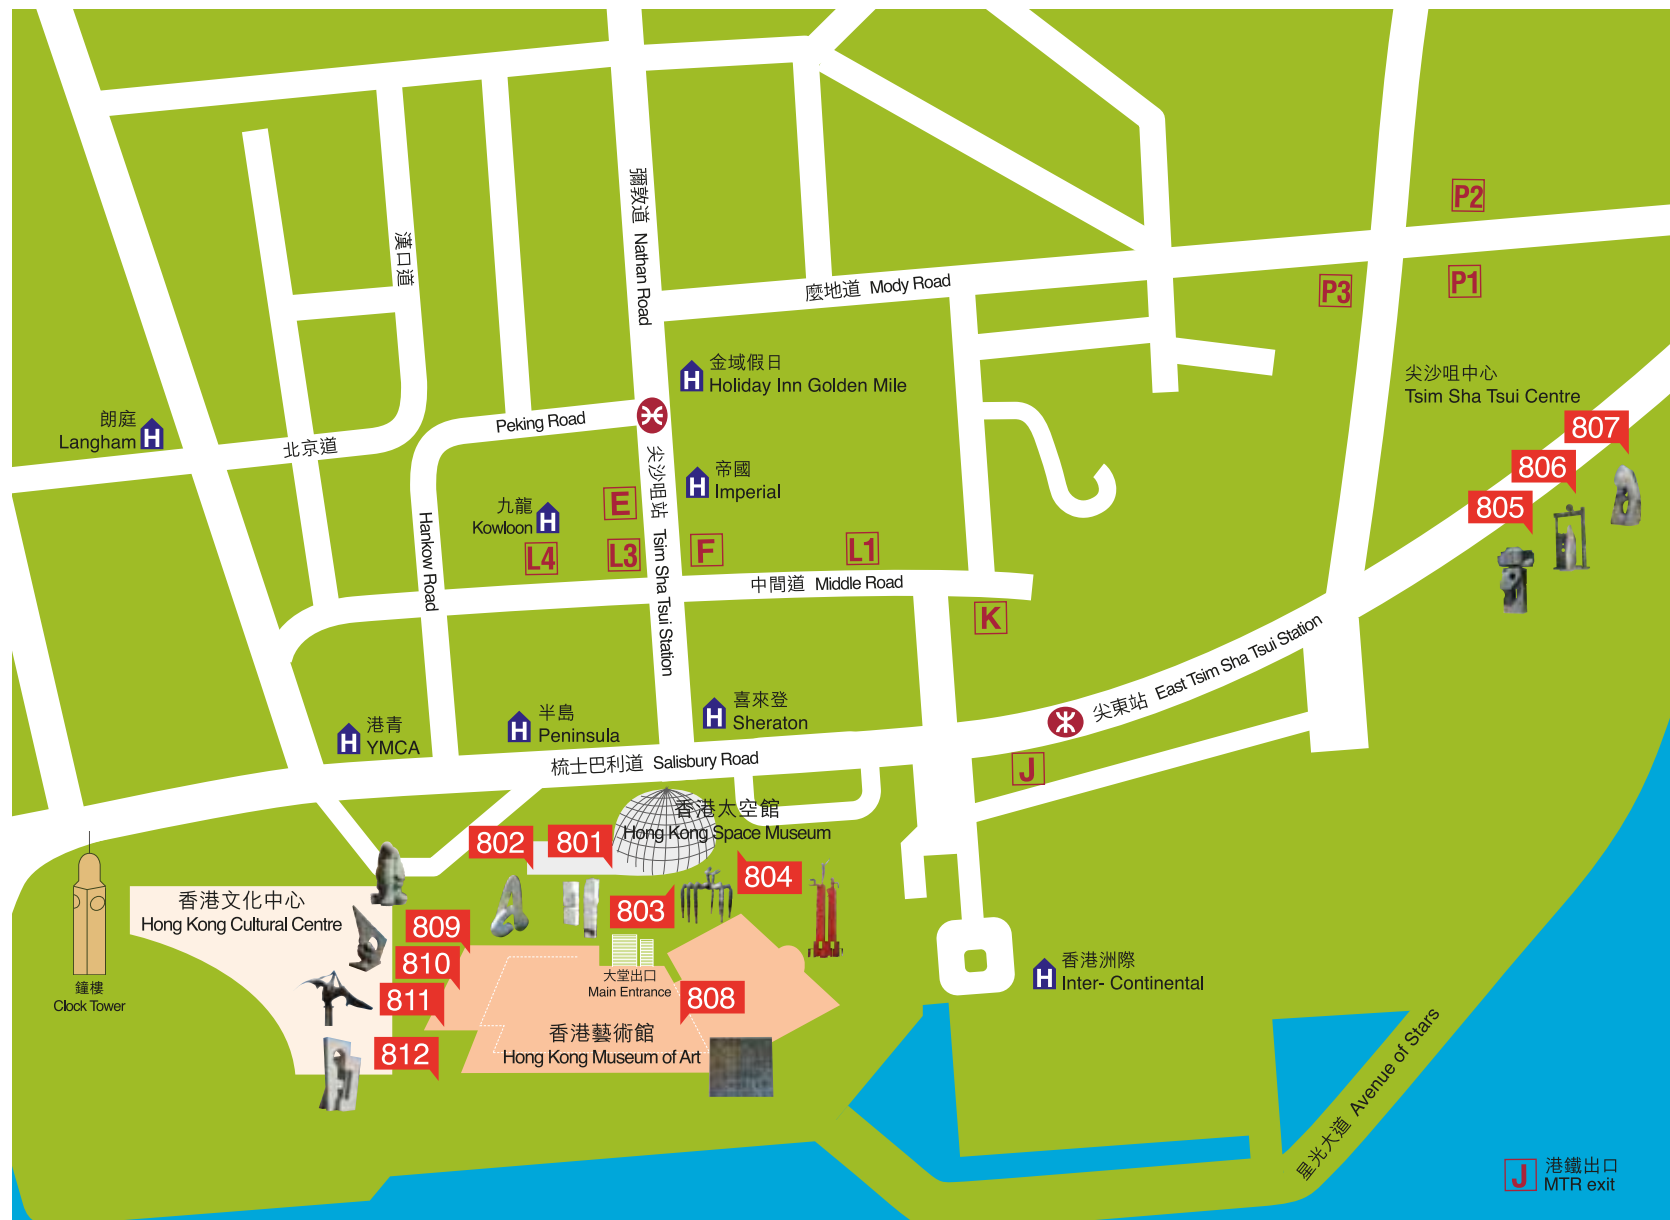 P2
彌敦道 Nathan Road
漢口道
P1
P3
麼地道 Mody Road
金域假日
Holiday Inn Golden Mile
尖沙咀中心
Tsim Sha Tsui Centre
朗庭
Langham
H
H
Peking Road
北京道
807
806
805
帝國
Imperial
H
九龍
Kowloon
H
E
尖沙咀站 Tsim Sha Tsui Station
L4
L3
F
L1
Hankow Road
中間道 Middle Road
K
尖東站 East Tsim Sha Tsui Station
港青
YMCA
H
半島
Peninsula
H
喜來登
Sheraton
H
梳士巴利道 Salisbury Road
J
香港太空館
Hong Kong Space Museum
802
801
804
803
香港文化中心
Hong Kong Cultural Centre
809
810
811
812
鐘樓
Clock Tower
大堂出口
Main Entrance
808
香港藝術館
Hong Kong Museum of Art
香港洲際
Inter- Continental
H
星光大道 Avenue of Stars
J
港鐵出口
MTR exit